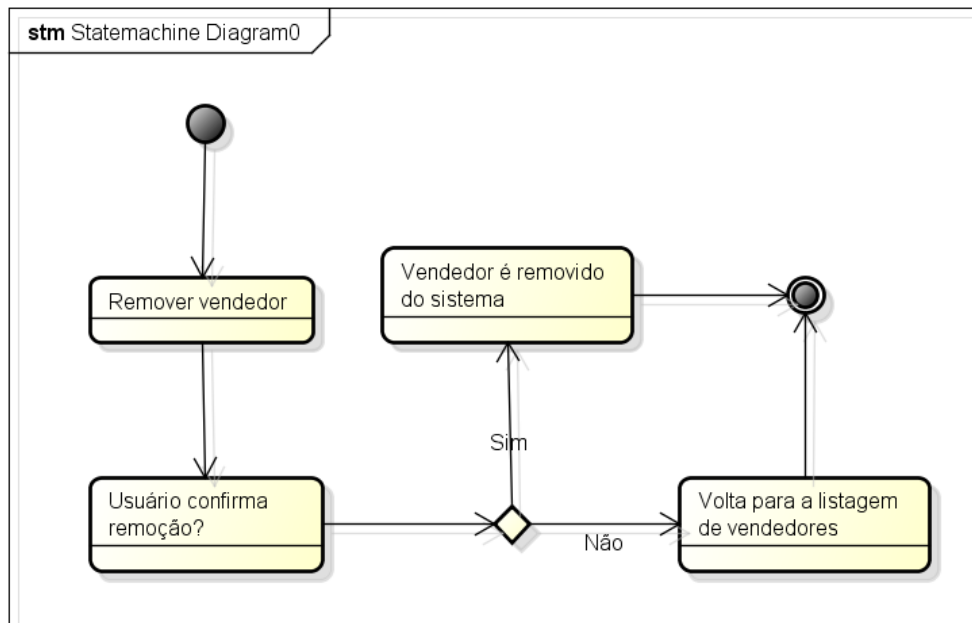 stm Statemachine Diagram0
Remover vendedor
Vendedor é removido
do sistema
Sim
Usuário confirma
remoção?
Não
Volta para a listagem
de vendedores